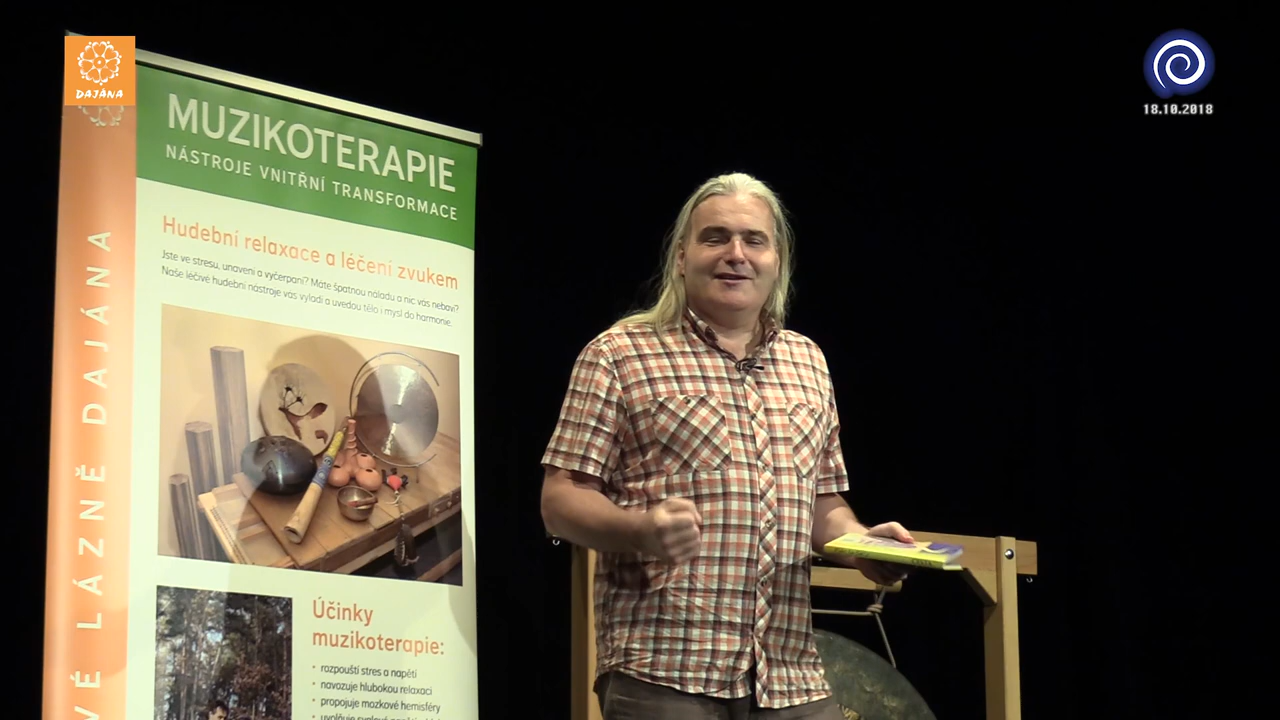 DAJÁNA
18.10.2018
MUZIKOTERAPIE
NÁSTROJE VNITŘNÍ TRANSFORMACE
Hudební relaxace a léčení zvukem
Jste ve stresu, unavení a vyčerpaní? Máte špatnou náladu a nic vás nebaví?
Naše léčivé hudební nástroje vás vyladí a uvedou tělo i mysl do harmonie.
VÉ LÁZNĚ DAJÁNA
Účinky
muzikoterapie:
• rozpouští stres a napětí
• navozuje hlubokou relaxaci
• propojuje mozkové hemisféry